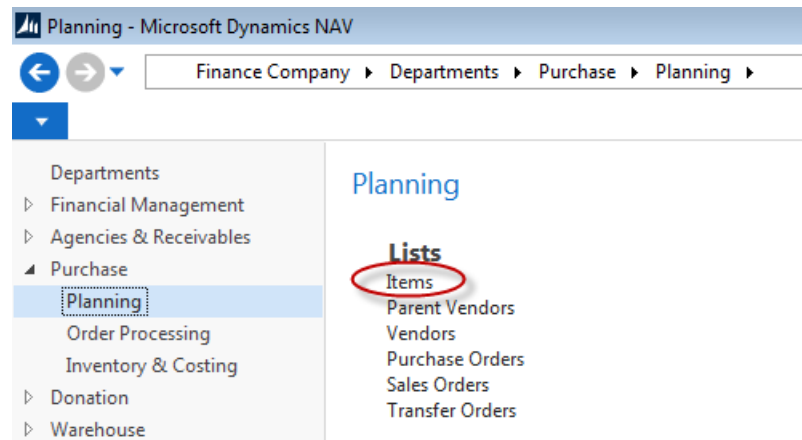 Planning - Microsoft Dynamics NAV
Finance Company Departments Purchase Planning
Departments
Financial Management
Agencies & Receivables
Purchase
Planning
Order Processing
Inventory & Costing
Donation
Warehouse
Planning
Lists
Items
Parent Vendors
Vendors
Purchase Orders
Sales Orders
Transfer Orders